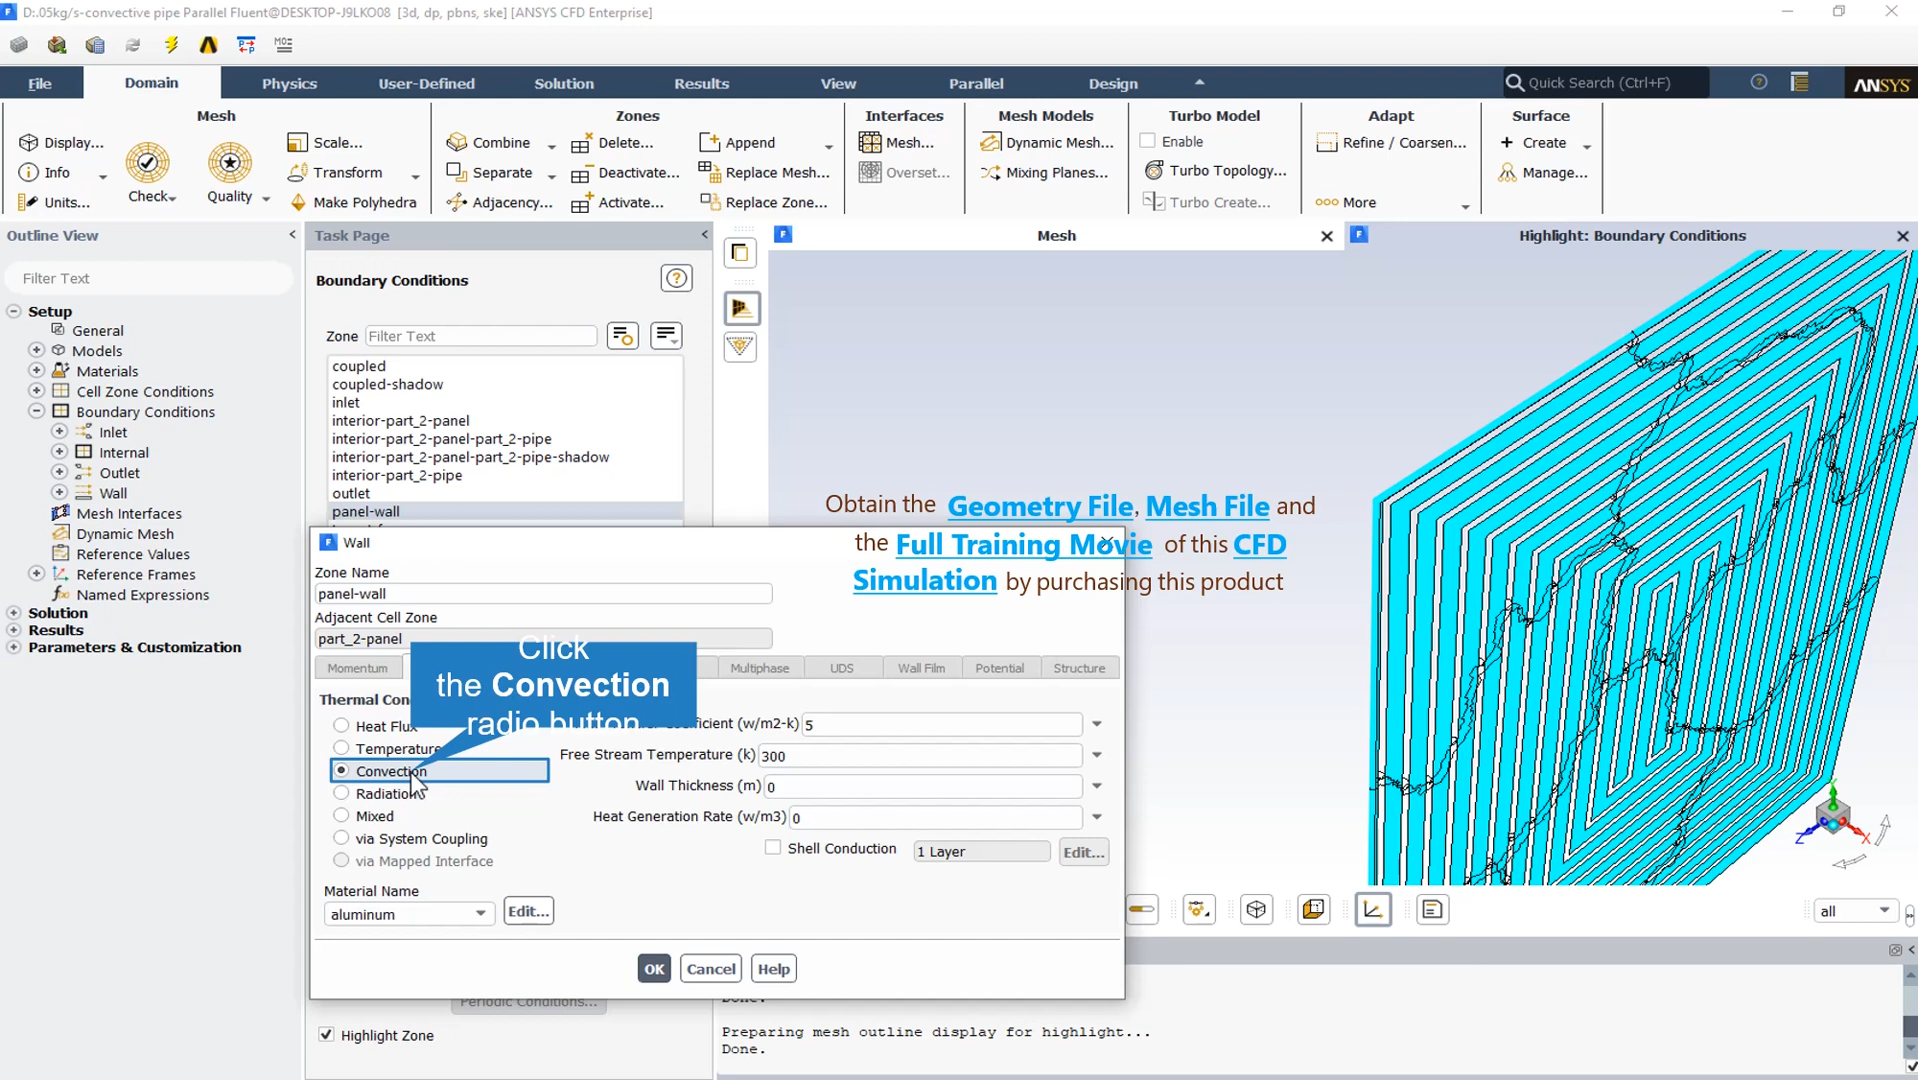 D:.05kg/s-convective pipe Parallel Fluent@DESKTOP-J9LKO08 [3d, dp, pbns, ske] [ANSYS CFD Enterprise]
File
Domain
Physics
User-Defined
Solution
Results
View
Parallel
Design
Quick Search (Ctrl+F)
ANSYS
Mesh
Display...
Info
Units...
Check
Quality
Scale...
Transform
Make Polyhedra
Zones
Combine
Separate
Adjacency...
Delete...
Deactivate...
Activate...
Append
Replace Mesh...
Replace Zone...
Interfaces
Mesh...
Overset...
Mesh Models
Dynamic Mesh...
Mixing Planes...
Turbo Model
Enable
Turbo Topology...
Turbo Create...
Adapt
Refine / Coarsen...
More
Surface
Create
Manage...
Outline View
Filter Text
Setup
General
Models
Materials
Cell Zone Conditions
Boundary Conditions
Inlet
Internal
Outlet
Wall
Mesh Interfaces
Dynamic Mesh
Reference Values
Reference Frames
Named Expressions
Solution
Results
Parameters & Customization
Task Page
Boundary Conditions
Zone Filter Text
coupled
coupled-shadow
inlet
interior-part_2-panel
interior-part_2-panel-part_2-pipe
interior-part_2-panel-part_2-pipe-shadow
interior-part_2-pipe
outlet
panel-wall
Mesh
Highlight: Boundary Conditions
Obtain the Geometry File, Mesh File and
the Full Training Movie of this CFD
Simulation by purchasing this product
Wall
Zone Name
panel-wall
Adjacent Cell Zone
part_2-panel
Momentum
Multiphase
UDS
Wall Film
Potential
Structure
Click
the Convection
radio button
Thermal Con
Heat Flux
Temperature
Convection
Radiation
Mixed
via System Coupling
via Mapped Interface
Material Name
aluminum
Edit...
(w/m2-k) 5
Free Stream Temperature (k) 300
Wall Thickness (m) 0
Heat Generation Rate (w/m3) 0
Shell Conduction
1 Layer
Edit...
OK
Cancel
Help
Periodic Conditions...
Highlight Zone
Z
X
all
Done.
Preparing mesh outline display for highlight...
Done.